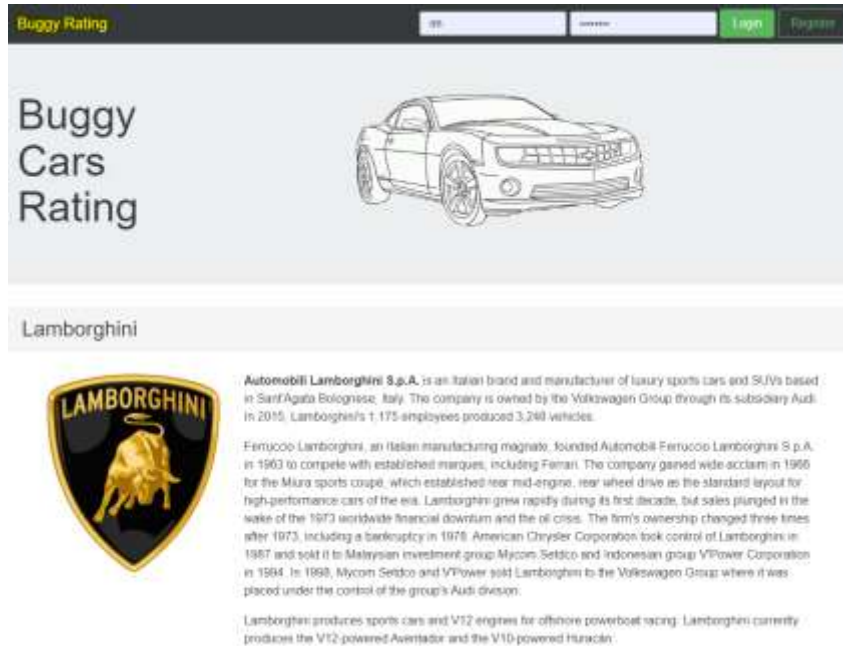 Buggy Rating
Login Register
Buggy
Cars
Rating
Lamborghini
LAMBORGHINI
Automobili Lamborghini S.p.A. is an Italian brand and manufacturer of luxury sports cars and SUVs based
in Sant'Agata Bolognese, Italy. The company is owned by the Volkswagen Group through its subsidiary Audi
in 2015, Lamborghini's 1,175 employees produced 3,248 vehicles.
Ferruccio Lamborghini, an Italian manufacturing magnate, founded Automobili Ferruccio Lamborghini S.p.A.
in 1963 to compete with established marques, including Ferrari. The company gained wide acclaim in 1966
for the Miura sports coupé, which established rear mid-engine, rear wheel drive as the standard layout for
high-performance cars of the era. Lamborghini grew rapidly during its first decade, but sales plunged in the
wake of the 1973 worldwide financial downturn and the oil crisis. The firm's ownership changed three times
after 1973, including a bankruptcy in 1978. American Chrysler Corporation took control of Lamborghini in
1987 and sold it to Malaysian investment group Mycom Setdco and Indonesian group V'Power Corporation
in 1994. In 1998, Mycom Setdco and V'Power sold Lamborghini to the Volkswagen Group where it was
placed under the control of the group's Audi division.
Lamborghini produces sports cars and V12 engines for offshore powerboat racing. Lamborghini currently
produces the V12-powered Aventador and the V10-powered Huracán.